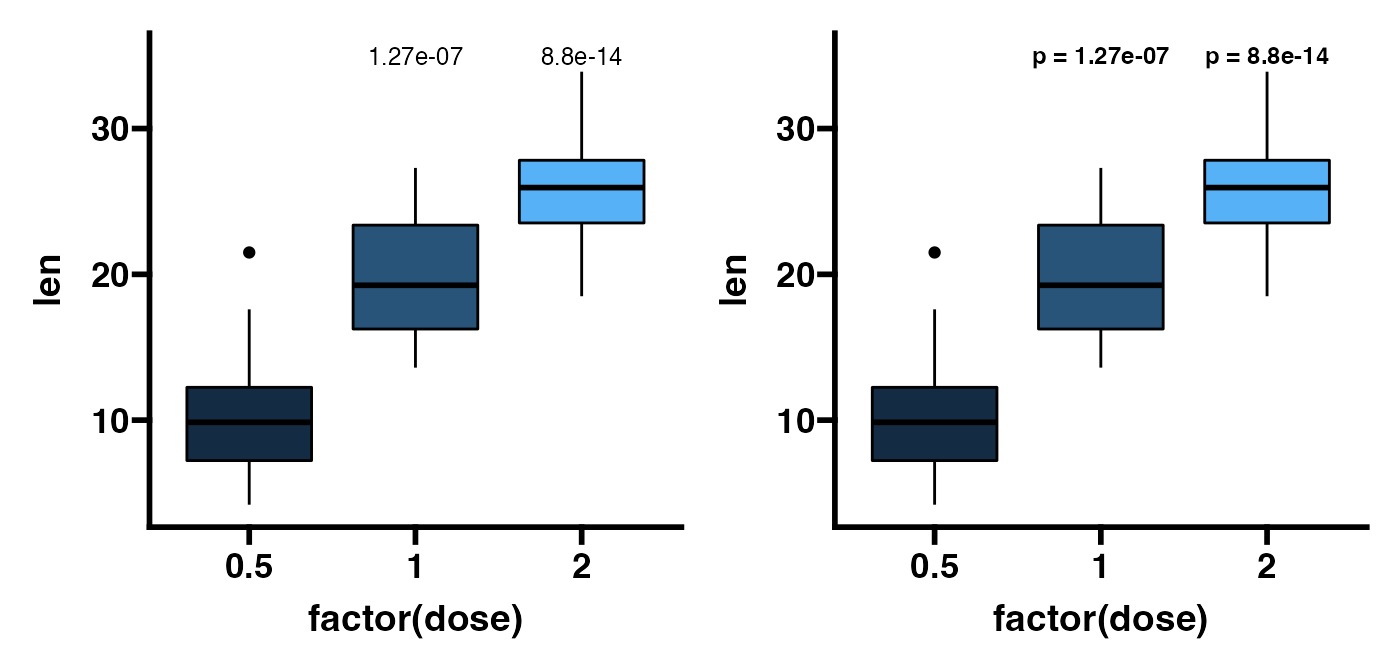 1.27e-07 8.8e-14
30
20
10
len
0.5 1 2
factor(dose)
p = 1.27e-07 p = 8.8e-14
30
20
10
len
0.5 1 2
factor(dose)